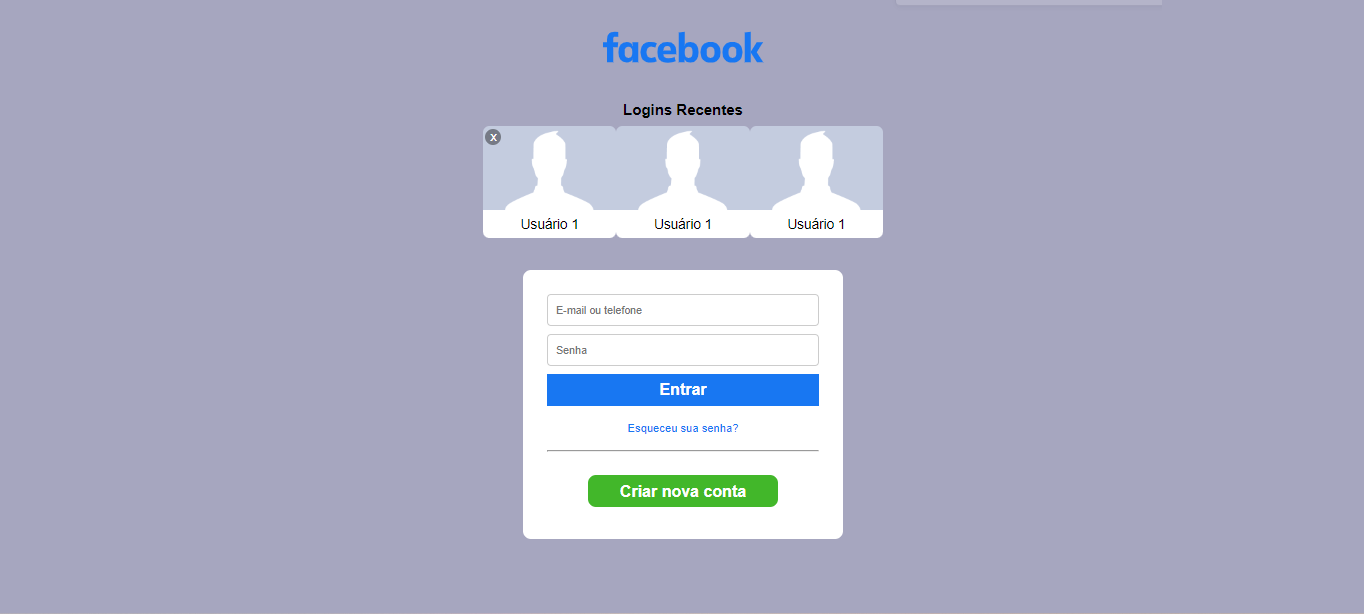 facebook
Logins Recentes
X
Usuário 1 Usuário 1 Usuário 1
E-mail ou telefone
Senha
Entrar
Esqueceu sua senha?
Criar nova conta